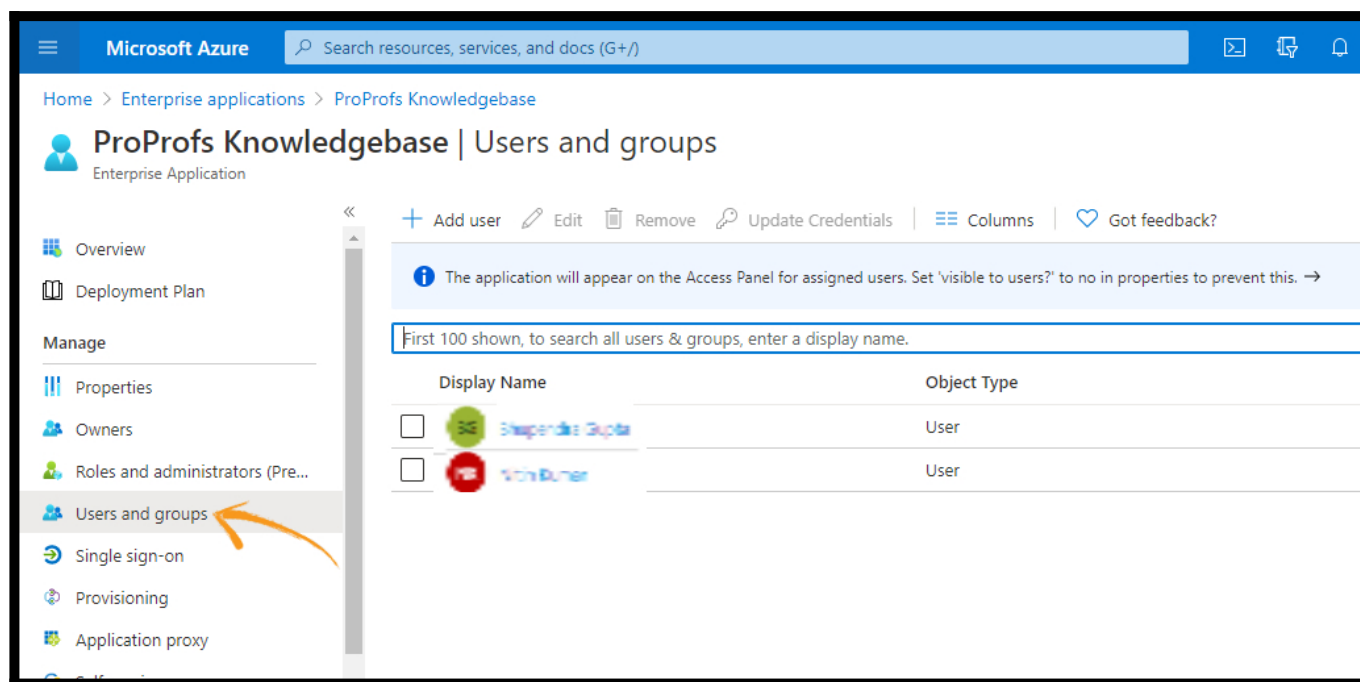 Microsoft Azure
Search resources, services, and docs (G+/)
Home > Enterprise applications > ProProfs Knowledgebase
ProProfs Knowledgebase | Users and groups
Enterprise Application
«
Add user Edit Remove Update Credentials Columns Got feedback?
Overview
Deployment Plan
Manage
Properties
Owners
Roles and administrators (Pre...
Users and groups
Single sign-on
Provisioning
Application proxy
The application will appear on the Access Panel for assigned users. Set 'visible to users?' to no in properties to prevent this. →
First 100 shown, to search all users & groups, enter a display name.
Display Name Object Type
User
User